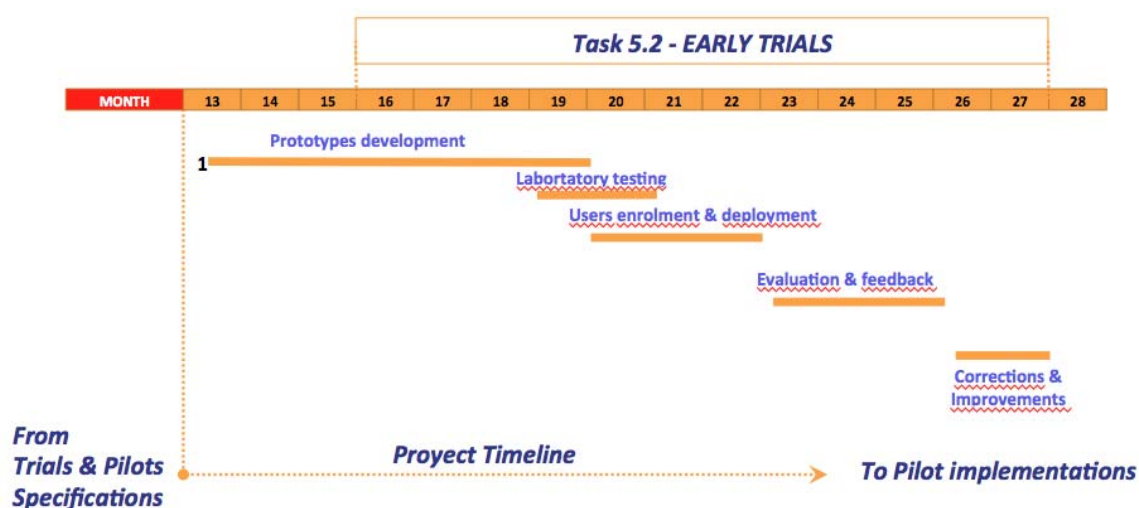 Task 5.2 - EARLY TRIALS
MONTH 13 14 15 16 17 18 19 20 21 22 23 24 25 26 27 28
Prototypes development
1
Labortatory testing
Users enrolment & deployment
Evaluation & feedback
Corrections &
Improvements
From
Trials & Pilots
Specifications
Proyect Timeline
To Pilot implementations